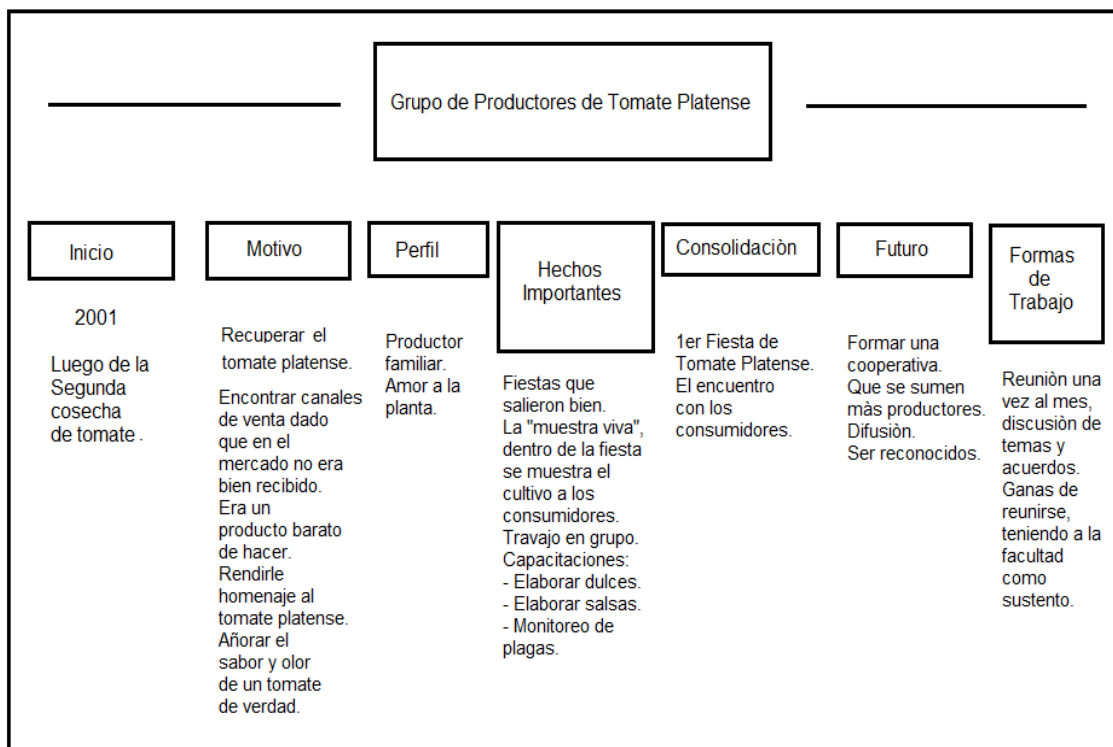 Grupo de Productores de Tomate Platense
Inicio
2001
Luego de la
Segunda
cosecha
de tomate .
Motivo
Recuperar el
tomate platense.
Encontrar canales
de venta dado
que en el
mercado no era
bien recibido.
Era un
producto barato
de hacer.
Rendirle
homenaje al
tomate platense.
Añorar el
sabor y olor
de un tomate
de verdad.
Perfil
Productor
familiar.
Amor a la
planta.
Hechos
Importantes
Fiestas que
salieron bien.
La "muestra viva",
dentro de la fiesta
se muestra el
cultivo a los
consumidores.
Travajo en grupo.
Capacitaciones:
- Elaborar dulces.
- Elaborar salsas.
- Monitoreo de
plagas.
Consolidaciòn
1er Fiesta de
Tomate Platense.
El encuentro
con los
consumidores.
Futuro
Formar una
cooperativa.
Que se sumen
màs productores.
Difusiòn.
Ser reconocidos.
Formas
de
Trabajo
Reuniòn una
vez al mes,
discusiòn de
temas y
acuerdos.
Ganas de
reunirse,
teniendo a la
facultad
como
sustento.